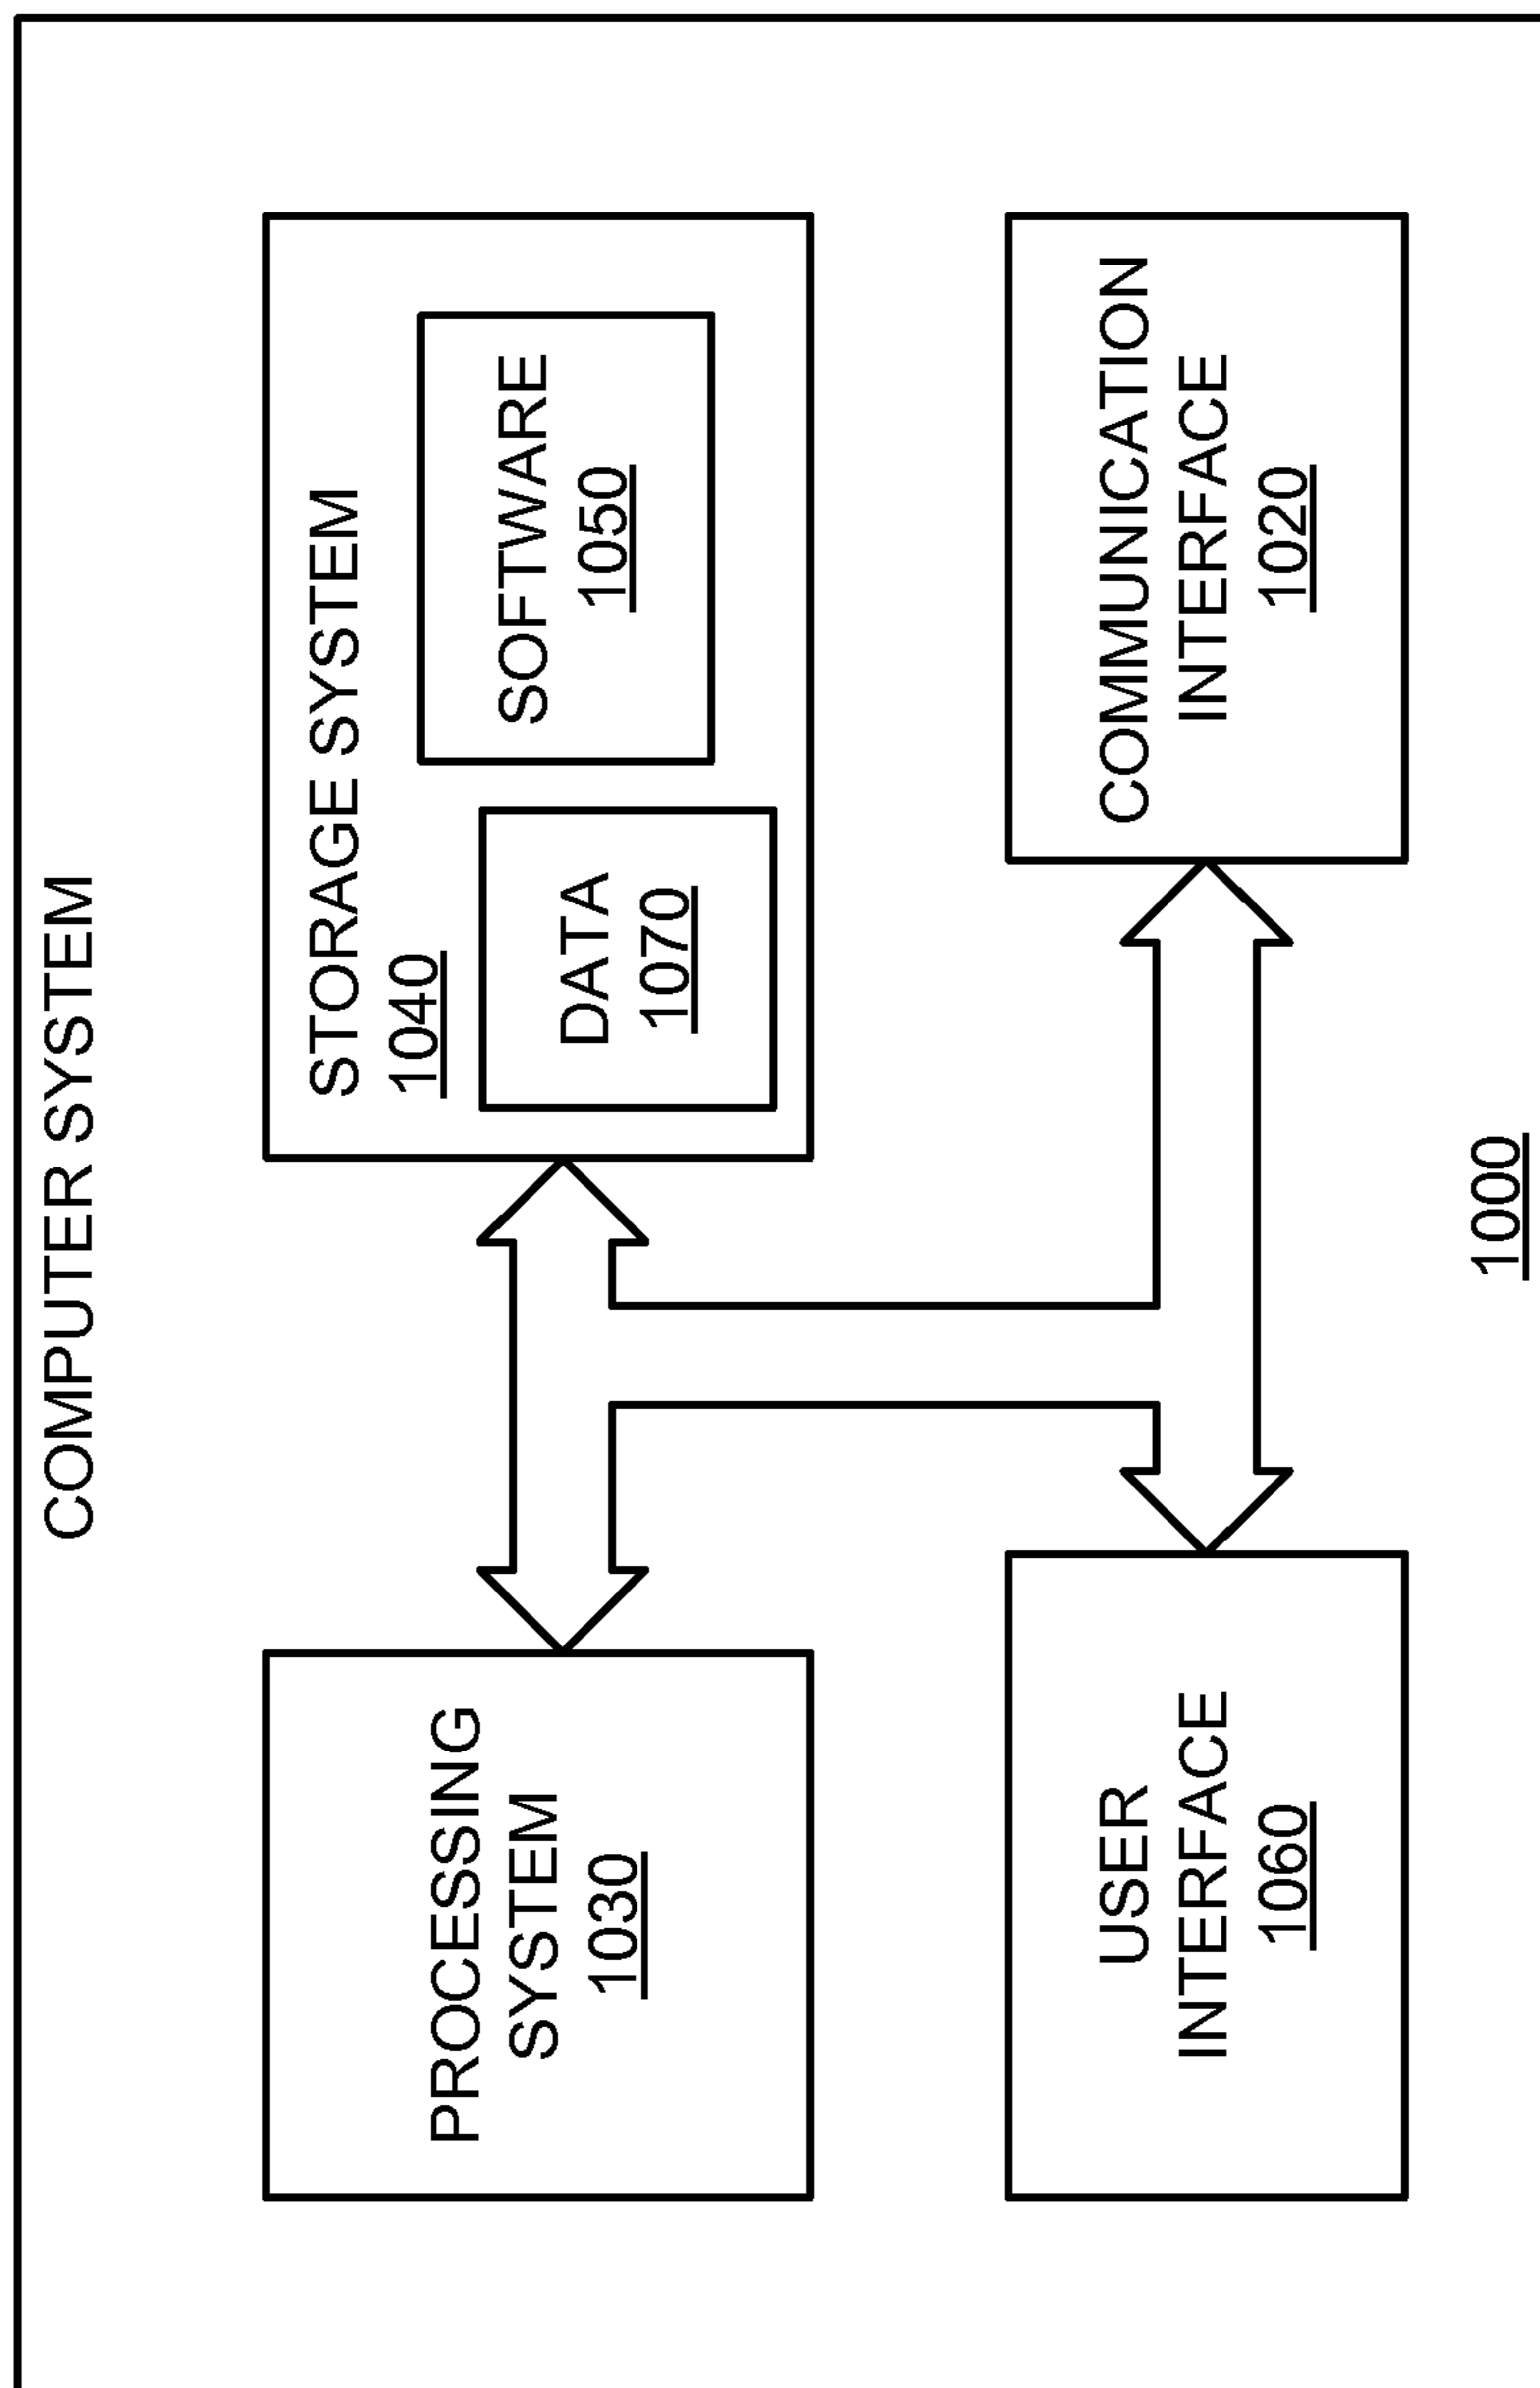 COMPUTER SYSTEM
PROCESSING
SYSTEM
1030
STORAGE SYSTEM
1040
DATA
1070
SOFTWARE
1050
USER
INTERFACE
1060
COMMUNICATION
INTERFACE
1020
1000